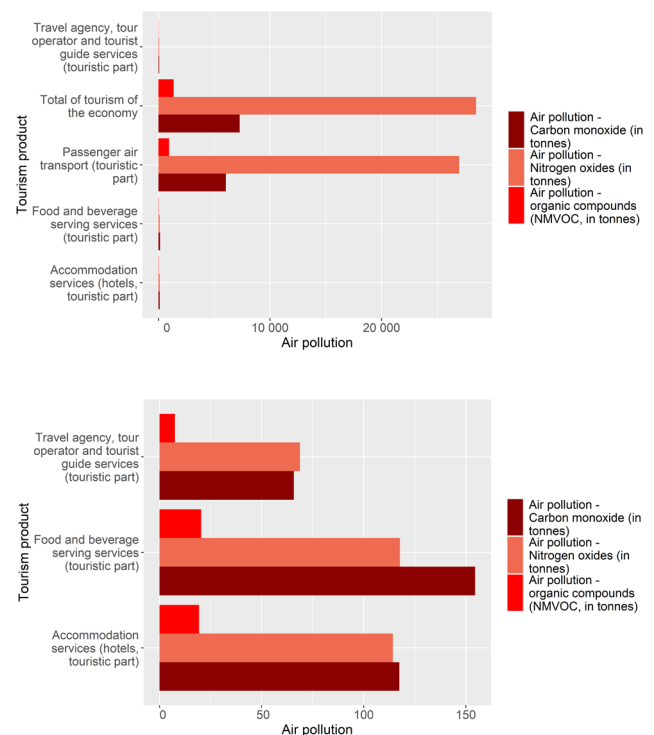 Travel agency, tour
operator and tourist
guide services
(touristic part)
Total of tourism of
the economy
Passenger air
transport (touristic
part)
Food and beverage
serving services
(touristic part)
Accommodation
services (hotels,
touristic part)
Tourism product
0
10 000
20 000
Air pollution
Air pollution -
Carbon monoxide (in
tonnes)
Air pollution -
Nitrogen oxides (in
tonnes)
Air pollution -
organic compounds
(NMVOC, in tonnes)
Travel agency, tour
operator and tourist
guide services
(touristic part)
Food and beverage
serving services
(touristic part)
Accommodation
services (hotels,
touristic part)
Tourism product
0
50
100
150
Air pollution
Air pollution -
Carbon monoxide (in
tonnes)
Air pollution -
Nitrogen oxides (in
tonnes)
Air pollution -
organic compounds
(NMVOC, in tonnes)